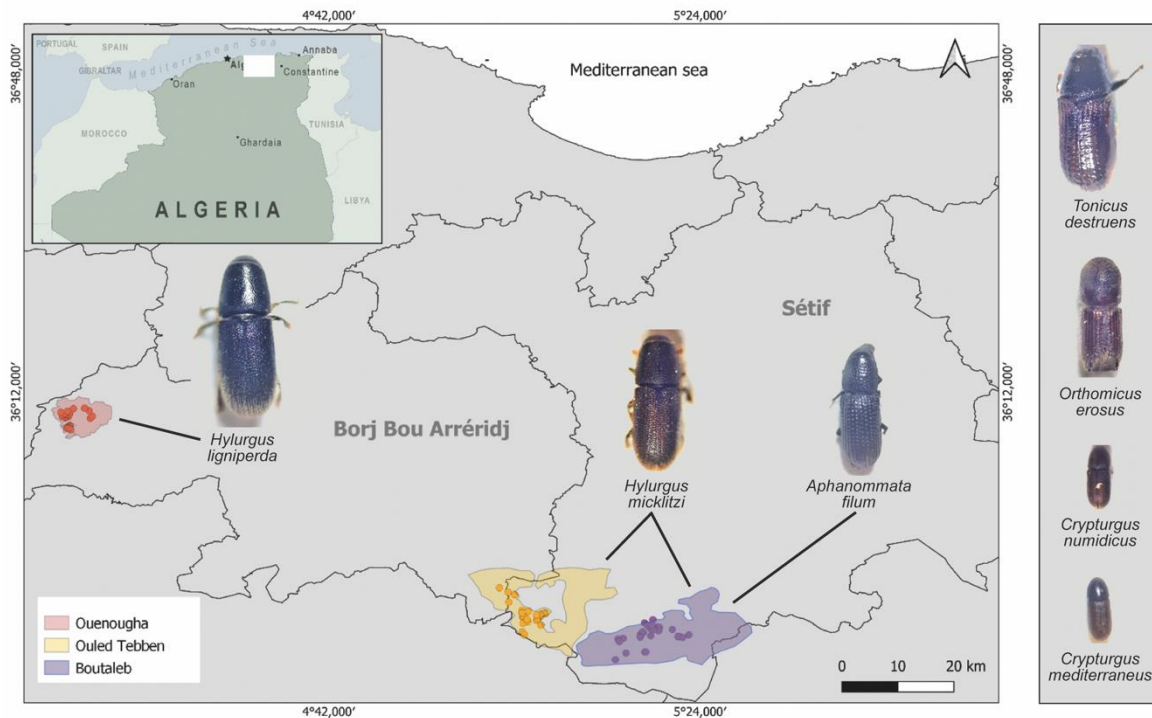 4°42,000′
5°24,000′
36°48,000′
36°48,000′
PORTUGAL
SPAIN
GIBRALTAR
Mediterranean Sea
Alg
Annaba
Oran
Constantine
MOROCCO
TUNISIA
Ghardaia
ALGERIA
LIBYA
Mediterranean sea
Tonicus
destruens
Sétif
Orthomicus
erosus
36°12,000′
36°12,000′
Hylurgus
ligniperda
Borj Bou Arréridj
Hylurgus
micklitzi
Aphanommata
filum
Crypturgus
numidicus
Ouenougha
Ouled Tebben
Boutaleb
0 10 20 km
Crypturgus
mediterraneus
4°42,000′
5°24,000′